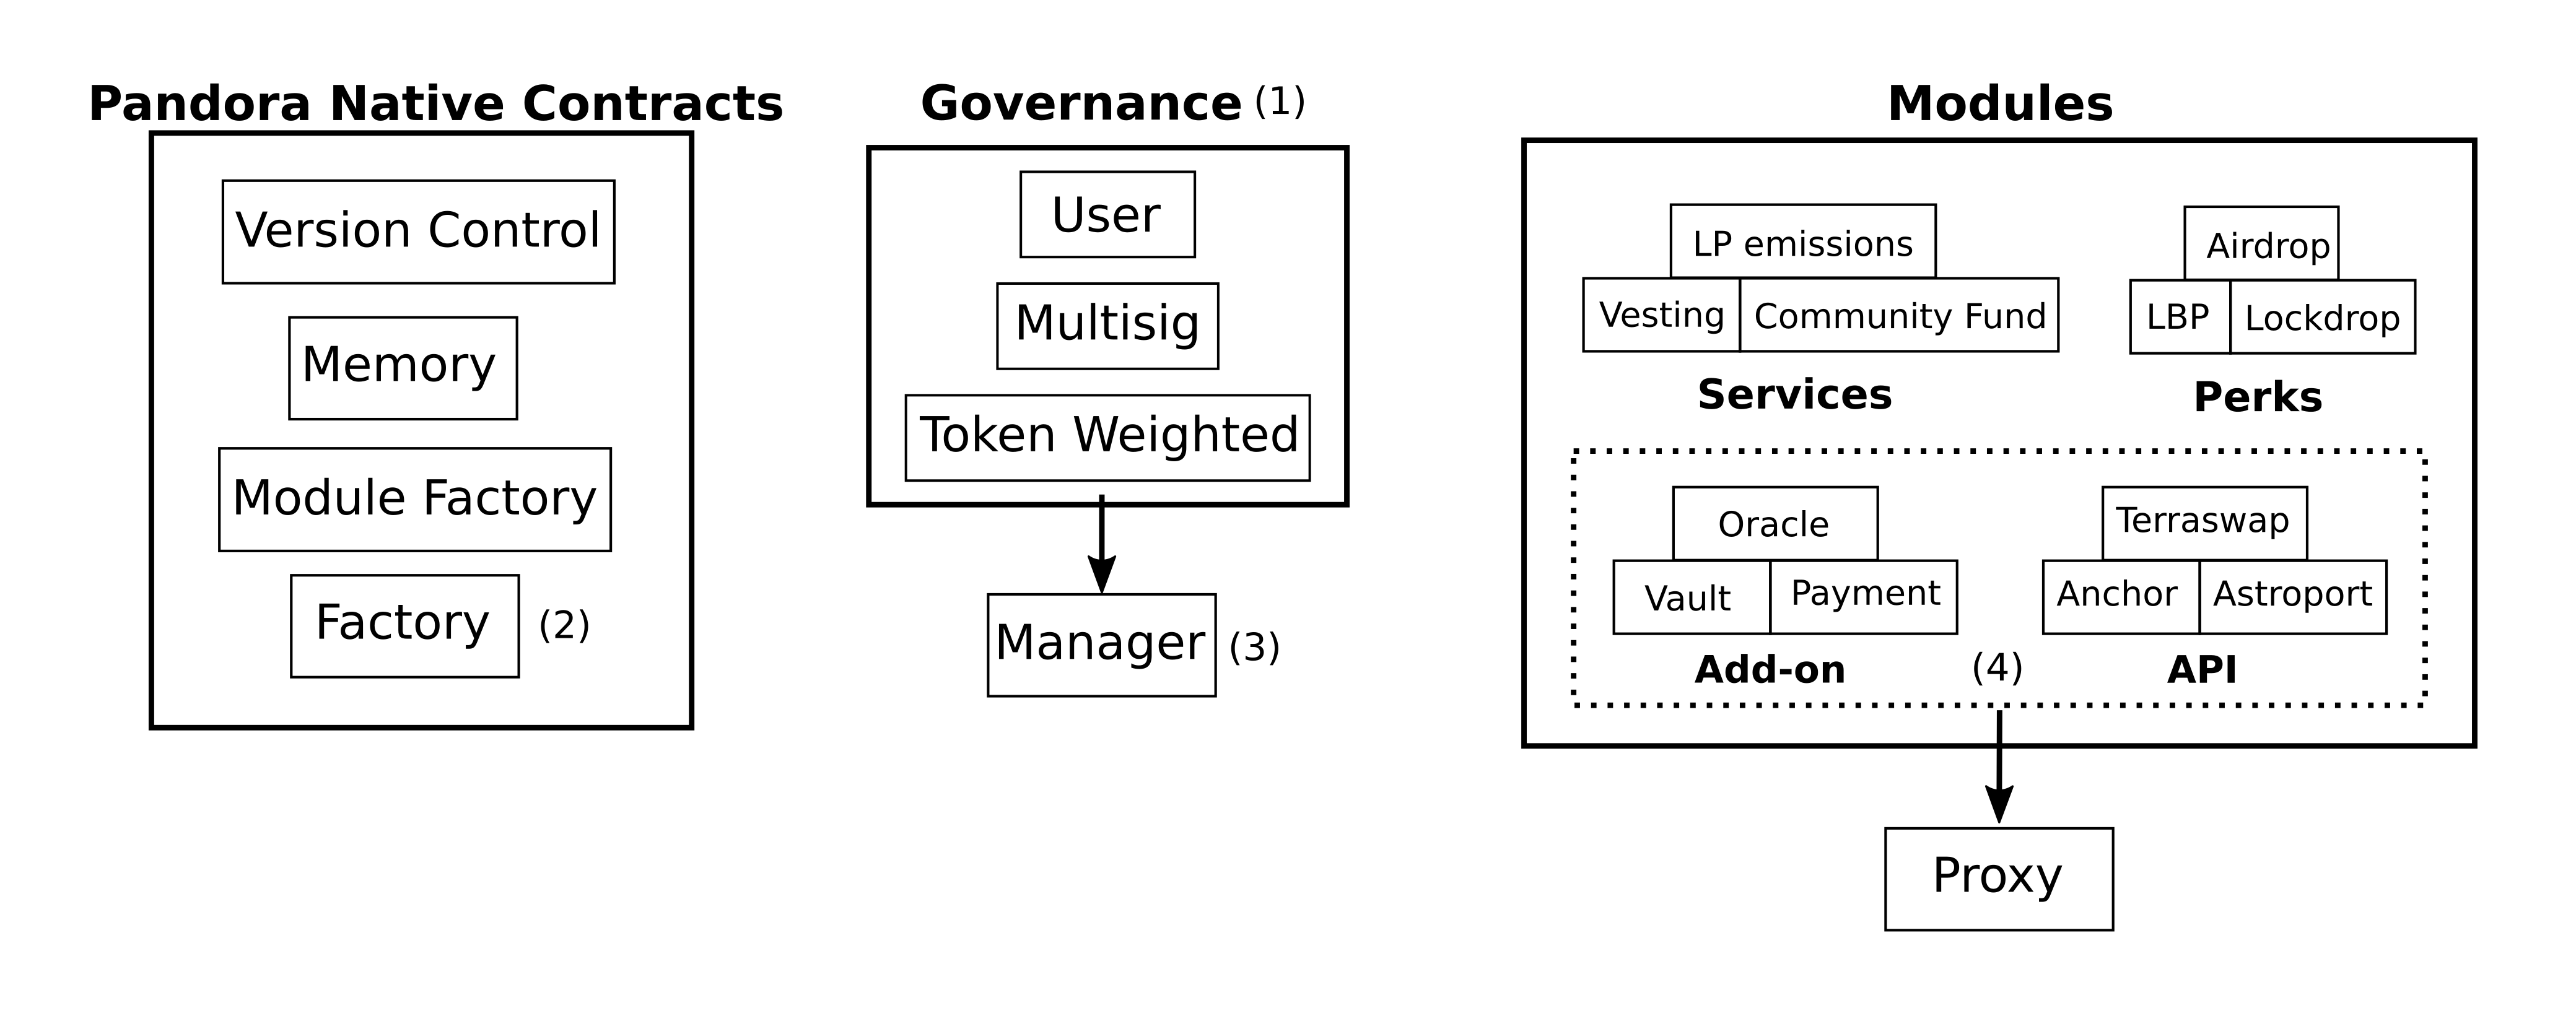 Pandora Native Contracts
Version Control
Memory
Module Factory
Factory (2)
Governance (1)
User
Multisig
Token Weighted
Manager (3)
Modules
LP emissions
Vesting Community Fund
Services
Airdrop
LBP Lockdrop
Perks
Oracle
Vault Payment
Add-on
(4)
Terraswap
Anchor Astroport
API
Proxy